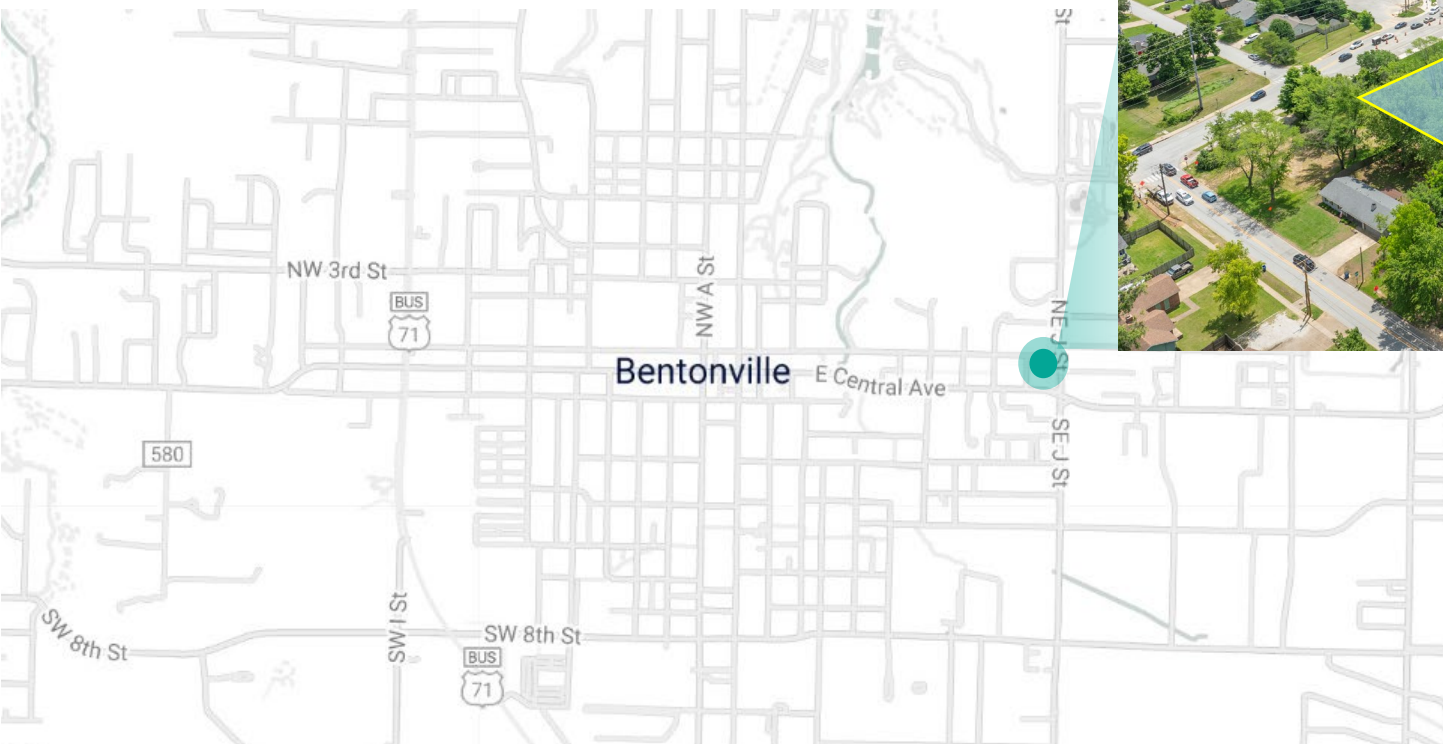 St
NW 3rd St
BUS
71
NW A St
NE J St
Bentonville
E Central Ave
580
SE J St
SW 8th St
SW I St
SW 8th St
BUS
71